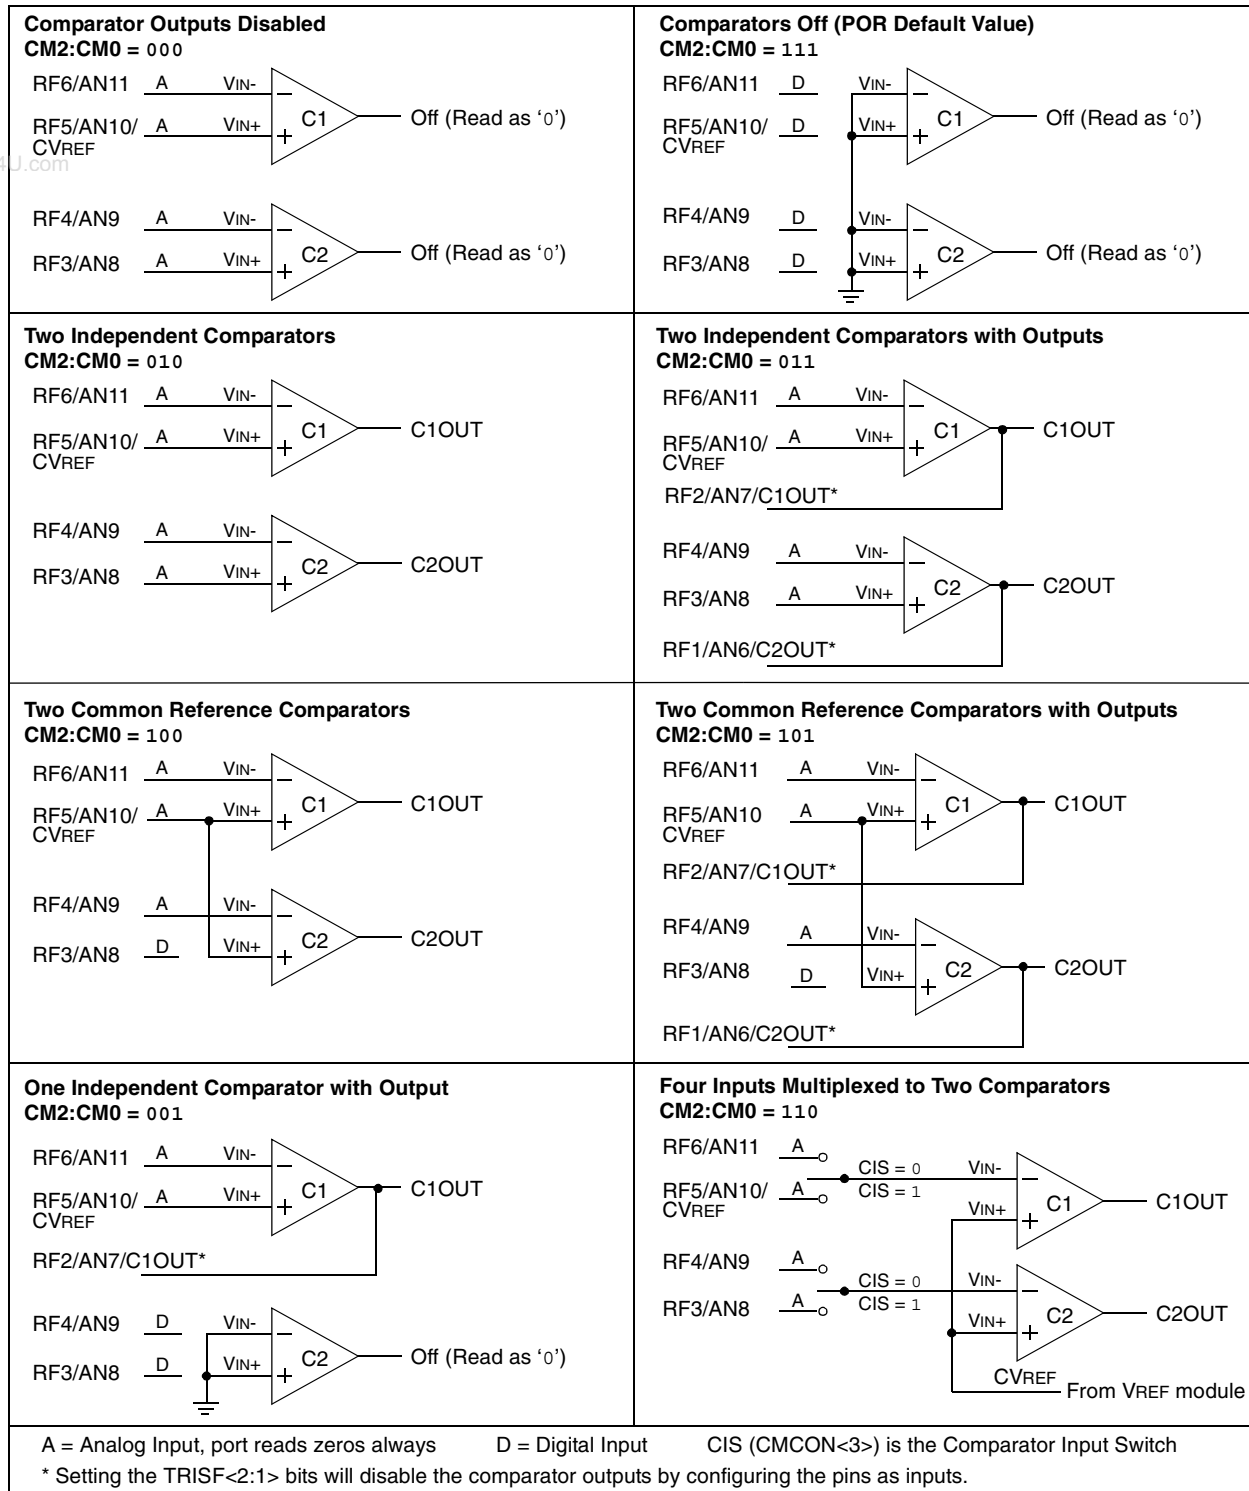 Comparator Outputs Disabled
CM2:CM0 = 000
RF6/AN11 A VIN-
RF5/AN10/ A VIN+
CVREF
C1 Off (Read as ‘0’)
RF4/AN9 A VIN-
RF3/AN8 A VIN+
C2 Off (Read as ‘0’)
Comparators Off (POR Default Value)
CM2:CM0 = 111
RF6/AN11 D VIN-
RF5/AN10/ D VIN+
CVREF
C1 Off (Read as ‘0’)
RF4/AN9 D VIN-
RF3/AN8 D VIN+
C2 Off (Read as ‘0’)
4U.com
Two Independent Comparators
CM2:CM0 = 010
RF6/AN11 A VIN-
RF5/AN10/ A VIN+
CVREF
C1 C1OUT
RF4/AN9 A VIN-
RF3/AN8 A VIN+
C2 C2OUT
Two Independent Comparators with Outputs
CM2:CM0 = 011
RF6/AN11 A VIN-
RF5/AN10/ A VIN+
CVREF
C1 C1OUT
RF2/AN7/C1OUT*
RF4/AN9 A VIN-
RF3/AN8 A VIN+
C2 C2OUT
RF1/AN6/C2OUT*
Two Common Reference Comparators
CM2:CM0 = 100
RF6/AN11 A VIN-
RF5/AN10/ A VIN+
CVREF
C1 C1OUT
RF4/AN9 A VIN-
RF3/AN8 D VIN+
C2 C2OUT
Two Common Reference Comparators with Outputs
CM2:CM0 = 101
RF6/AN11 A VIN-
RF5/AN10 A VIN+
CVREF
C1 C1OUT
RF2/AN7/C1OUT*
RF4/AN9 A VIN-
RF3/AN8 D VIN+
C2 C2OUT
RF1/AN6/C2OUT*
One Independent Comparator with Output
CM2:CM0 = 001
RF6/AN11 A VIN-
RF5/AN10/ A VIN+
CVREF
C1 C1OUT
RF2/AN7/C1OUT*
RF4/AN9 D VIN-
RF3/AN8 D VIN+
C2 Off (Read as ‘0’)
Four Inputs Multiplexed to Two Comparators
CM2:CM0 = 110
RF6/AN11 A
CIS = 0 VIN-
RF5/AN10/ A CIS = 1
CVREF
VIN+
C1 C1OUT
RF4/AN9 A
CIS = 0 VIN-
RF3/AN8 A CIS = 1
VIN+
C2 C2OUT
CVREF
From VREF module
A = Analog Input, port reads zeros always D = Digital Input CIS (CMCON<3>) is the Comparator Input Switch
* Setting the TRISF<2:1> bits will disable the comparator outputs by configuring the pins as inputs.